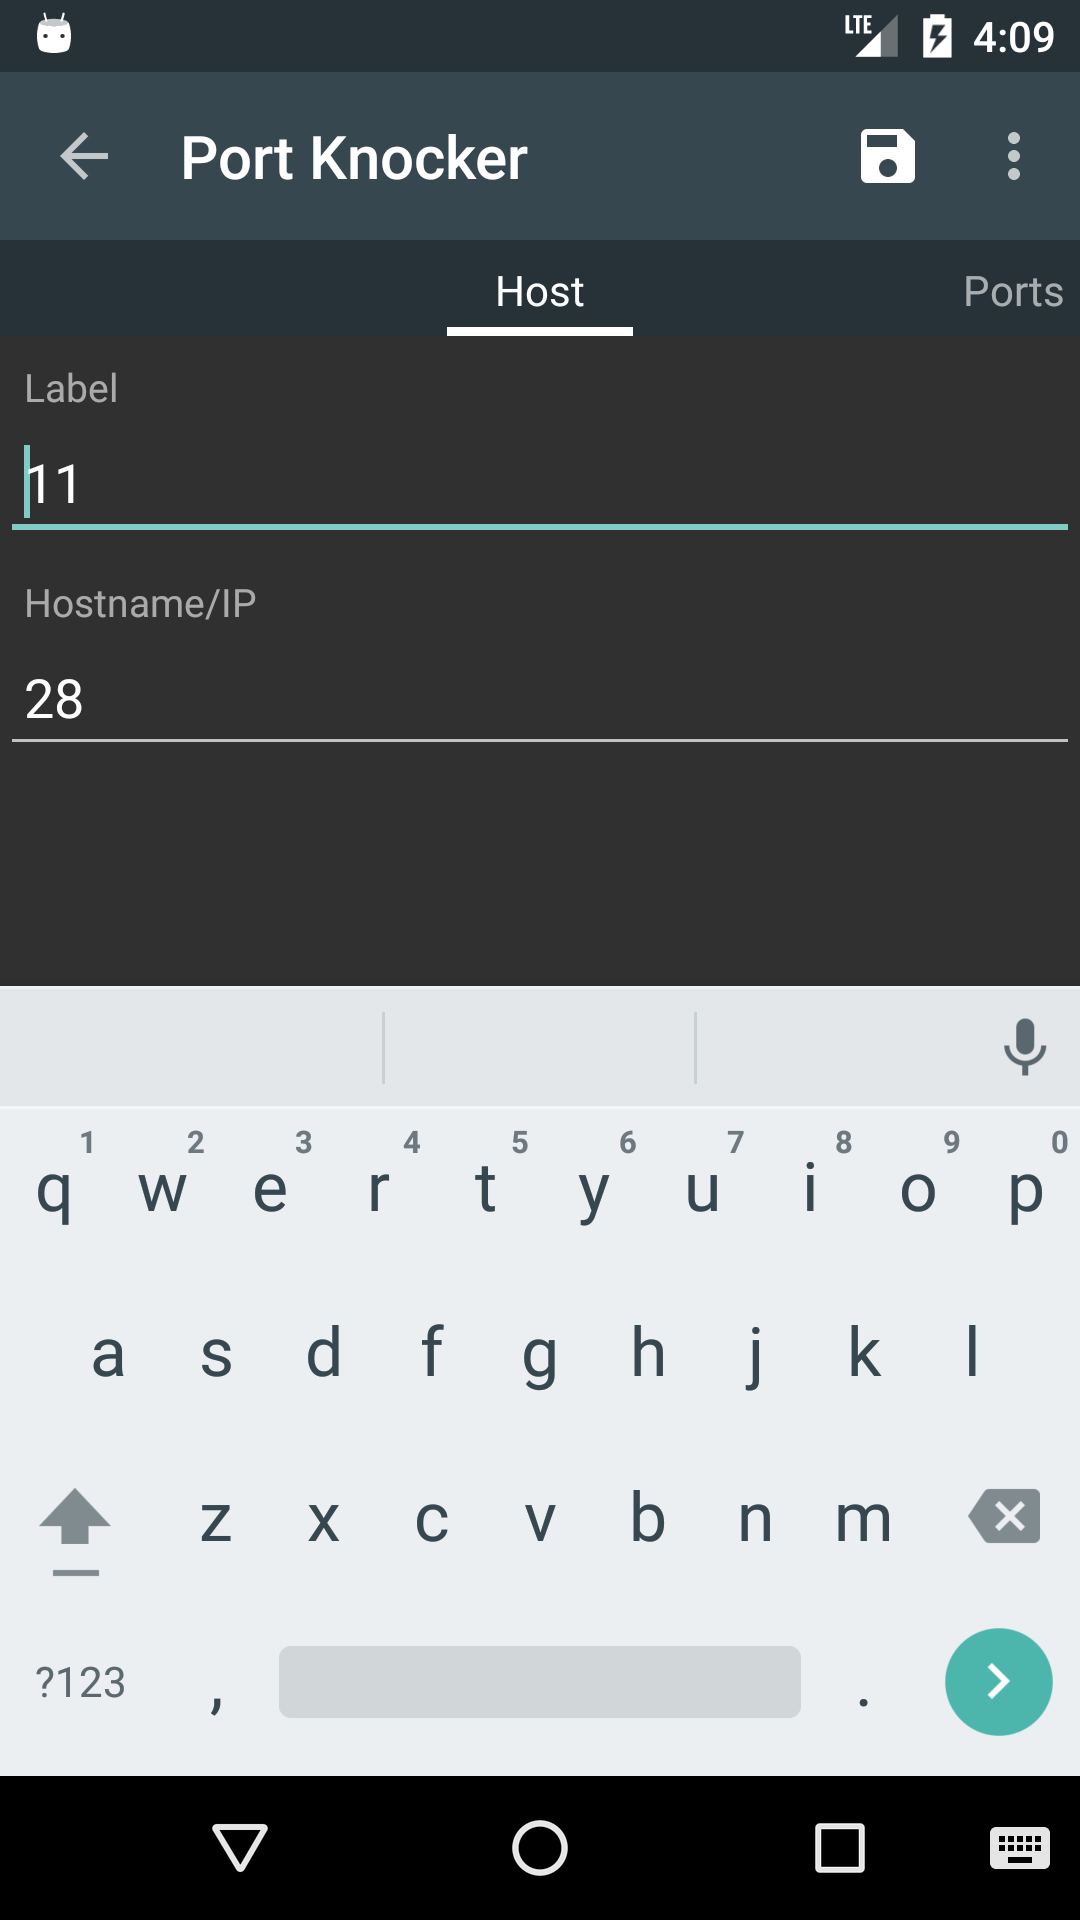 LTE 4:09
Port Knocker
Host Ports
Label
11
Hostname/IP
28
1 2 3 4 5 6 7 8 9 0
q w e r t y u i o p
a s d f g h j k l
z x c v b n m
?123 , .